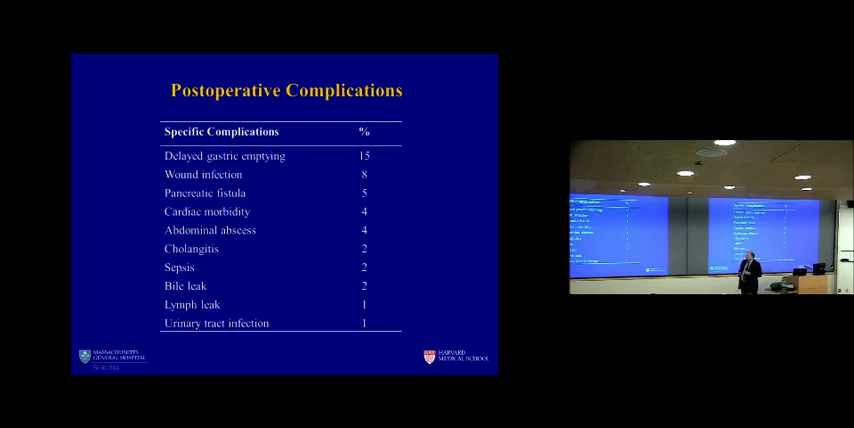 Postoperative Complications
Specific Complications %
Delayed gastric emptying 15
Wound infection 8
Pancreatic fistula 5
Cardiac morbidity 4
Abdominal abscess 4
Cholangitis 2
Sepsis 2
Bile leak 2
Lymph leak 1
Urinary tract infection 1
MASSACHUSETTS
GENERAL HOSPITAL
SURGERY
HARVARD
MEDICAL SCHOOL